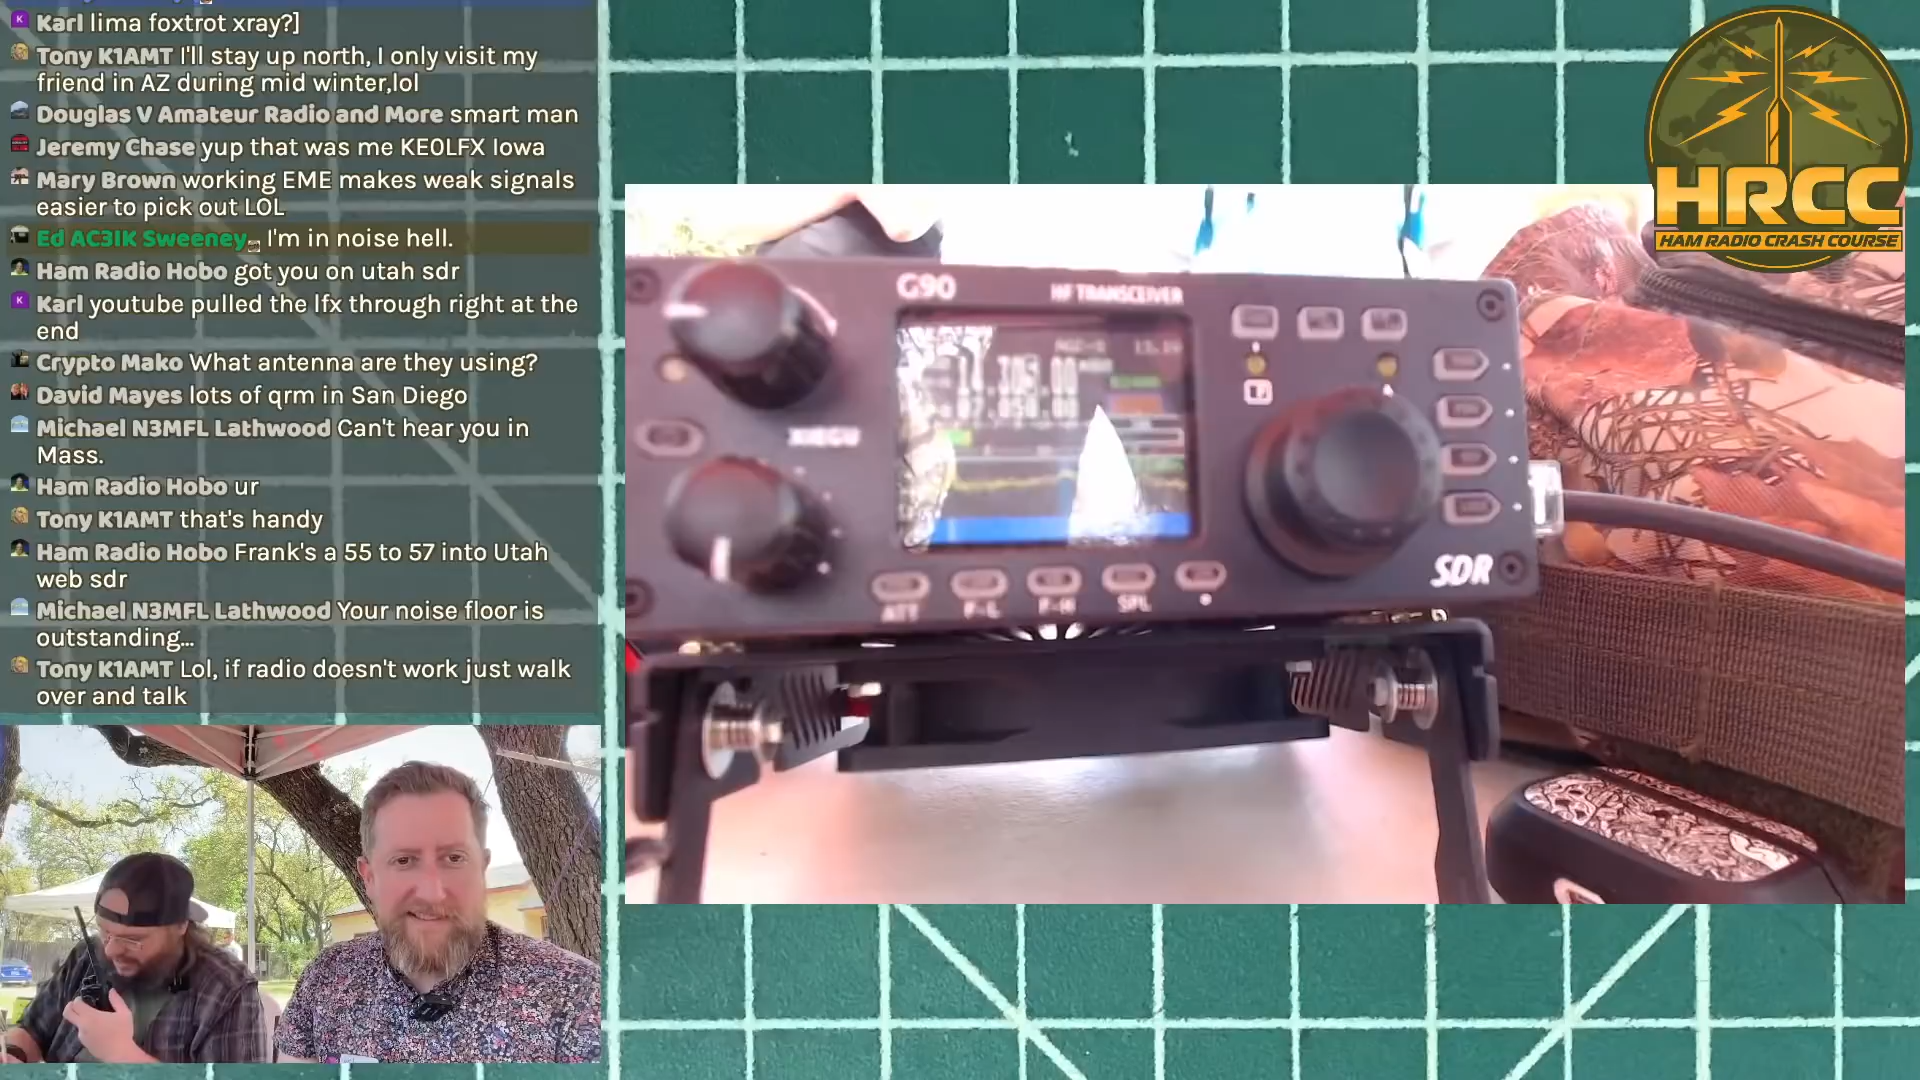 Karl lima foxtrot xray?]
Tony K1AMT I'll stay up north, I only visit my
friend in AZ during mid winter,lol
Douglas V Amateur Radio and More smart man
Jeremy Chase yup that was me KE0LFX Iowa
Mary Brown working EME makes weak signals
easier to pick out LOL
Ed AC3IK Sweeney I'm in noise hell.
Ham Radio Hobo got you on utah sdr
Karl youtube pulled the lfx through right at the
end
Crypto Mako What antenna are they using?
David Mayes lots of qrm in San Diego
Michael N3MFL Lathwood Can't hear you in
Mass.
Ham Radio Hobo ur
Tony K1AMT that's handy
Ham Radio Hobo Frank's a 55 to 57 into Utah
web sdr
Michael N3MFL Lathwood Your noise floor is
outstanding...
Tony K1AMT Lol, if radio doesn't work just walk
over and talk
HRCC
HAM RADIO CRASH COURSE
G90
HF TRANSCEIVER
XIEGU
SDR
ATT
F-L
F-H
SPL